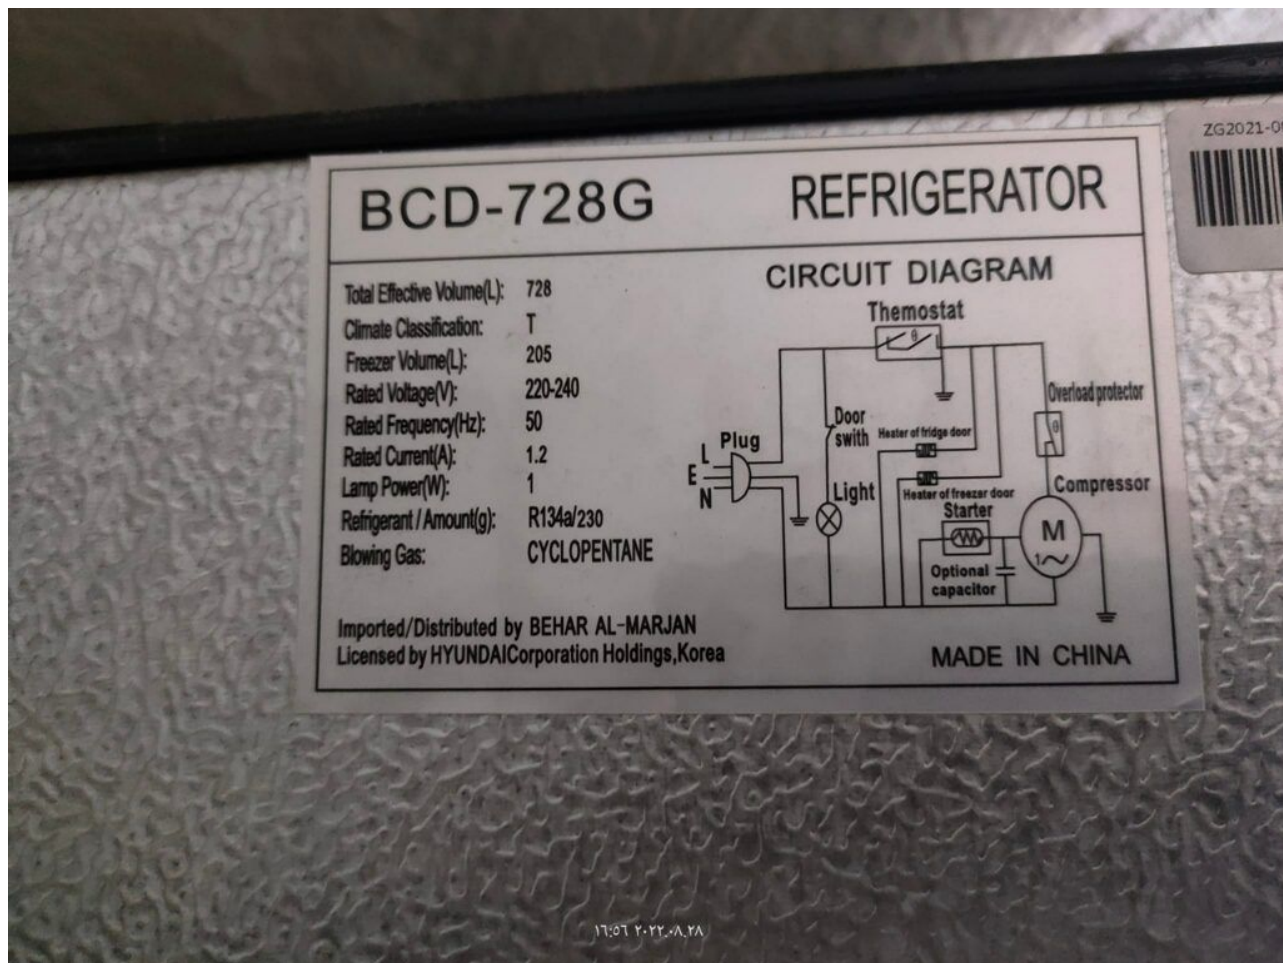 ZG2021-0
BCD-728G REFRIGERATOR
Total Effective Volume(L): 728
Climate Classification: T
Freezer Volume(L): 205
Rated Voltage(V): 220-240
Rated Frequency(Hz): 50
Rated Current(A): 1.2
Lamp Power(W): 1
Refrigerant / Amount(g): R134a/230
Blowing Gas: CYCLOPENTANE
CIRCUIT DIAGRAM
Themostat
θ
Overload protector
θ
Door
swith
Heater of fridge door
Plug
L
E
N
Light
Heater of freezer door
Compressor
Starter
M
1~
Optional
capacitor
Imported/Distributed by BEHAR AL-MARJAN
Licensed by HYUNDAICorporation Holdings,Korea
MADE IN CHINA
١٦:٥٦ ٢٠٢٢.٠٨.٢٨